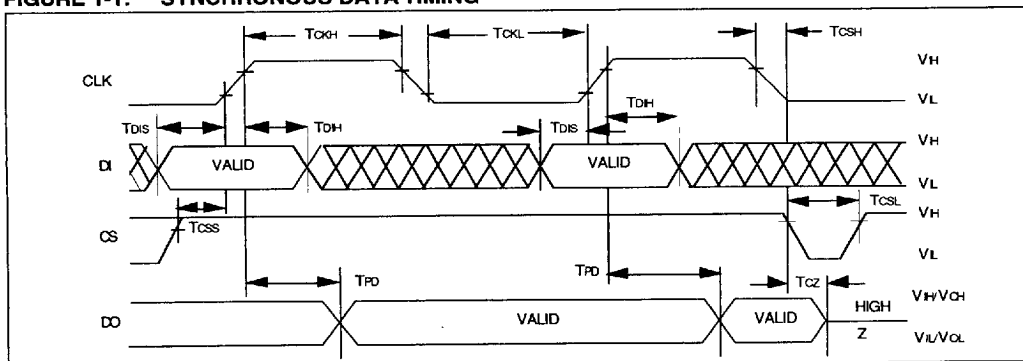 FIGURE 1-1: SYNCHRONOUS DATA TIMING
TCKH TCKL TCSH
CLK VIH
VIL
TDIS TDIH TDIS TDIH
DI VALID VALID VIH
VIL
TCSS TCSL
CS VIH
VIL
TPD TPD TCZ
DO VALID VALID HIGH Z VIH/VCH
VIL/VOL